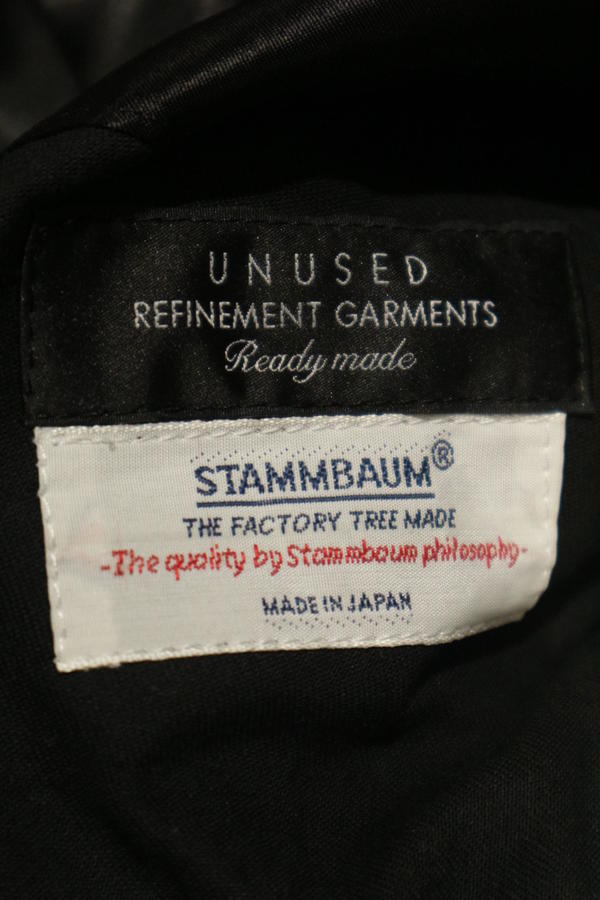 UNUSED
REFINEMENT GARMENTS
Ready made
STAMMBAUM®
THE FACTORY TREE MADE
-The quality by Stammbaum philosophy-
MADE IN JAPAN